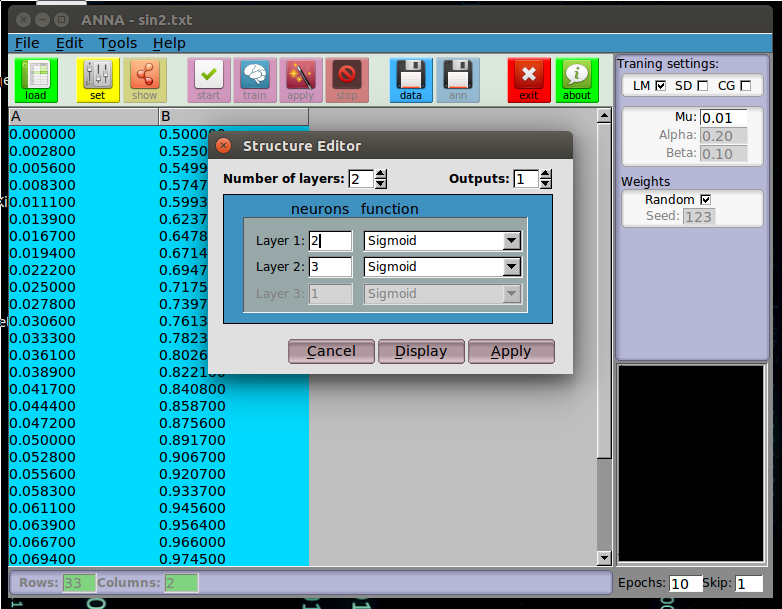 ANNA - sin2.txt
File Edit Tools Help
load set show start train apply stop data ann exit about
Traning settings:
LM SD CG
Mu: 0.01
Alpha: 0.20
Beta: 0.10
Weights
Random
Seed: 123
A B
0.000000 0.5000
0.002800 0.5250
0.005600 0.5499
0.008300 0.5747
0.011100 0.5993
0.013900 0.6237
0.016700 0.6478
0.019400 0.6714
0.022200 0.6947
0.025000 0.7175
0.027800 0.7397
0.030600 0.7613
0.033300 0.7823
0.036100 0.8026
0.038900 0.822100
0.041700 0.840800
0.044400 0.858700
0.047200 0.875600
0.050000 0.891700
0.052800 0.906700
0.055600 0.920700
0.058300 0.933700
0.061100 0.945600
0.063900 0.956400
0.066700 0.966000
0.069400 0.974500
Structure Editor
Number of layers: 2 Outputs: 1
neurons function
Layer 1: 2 Sigmoid
Layer 2: 3 Sigmoid
Layer 3: 1 Sigmoid
Cancel Display Apply
Rows: 33 Columns: 2
Epochs: 10 Skip: 1